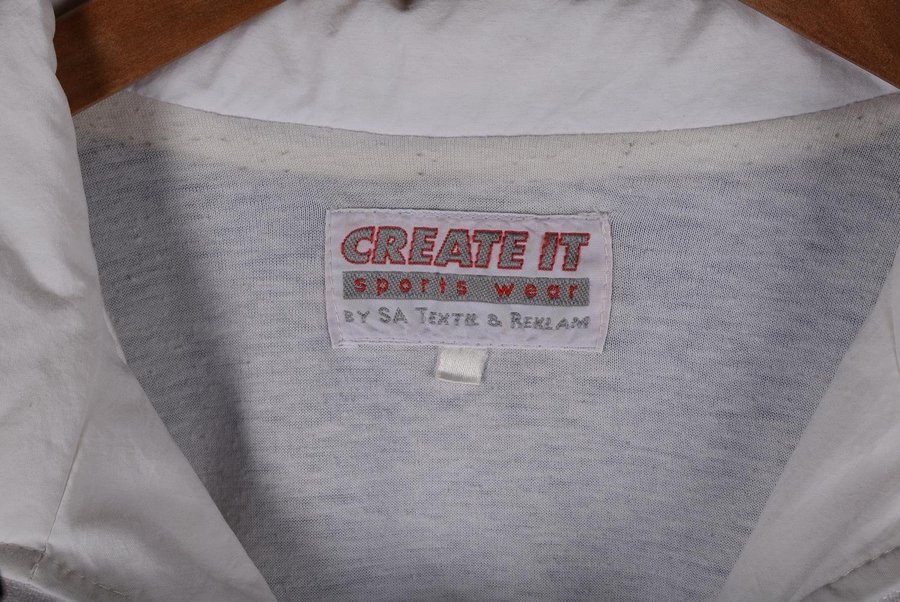 CREATE IT
sports wear
BY SA TEXTIL & REKLAM